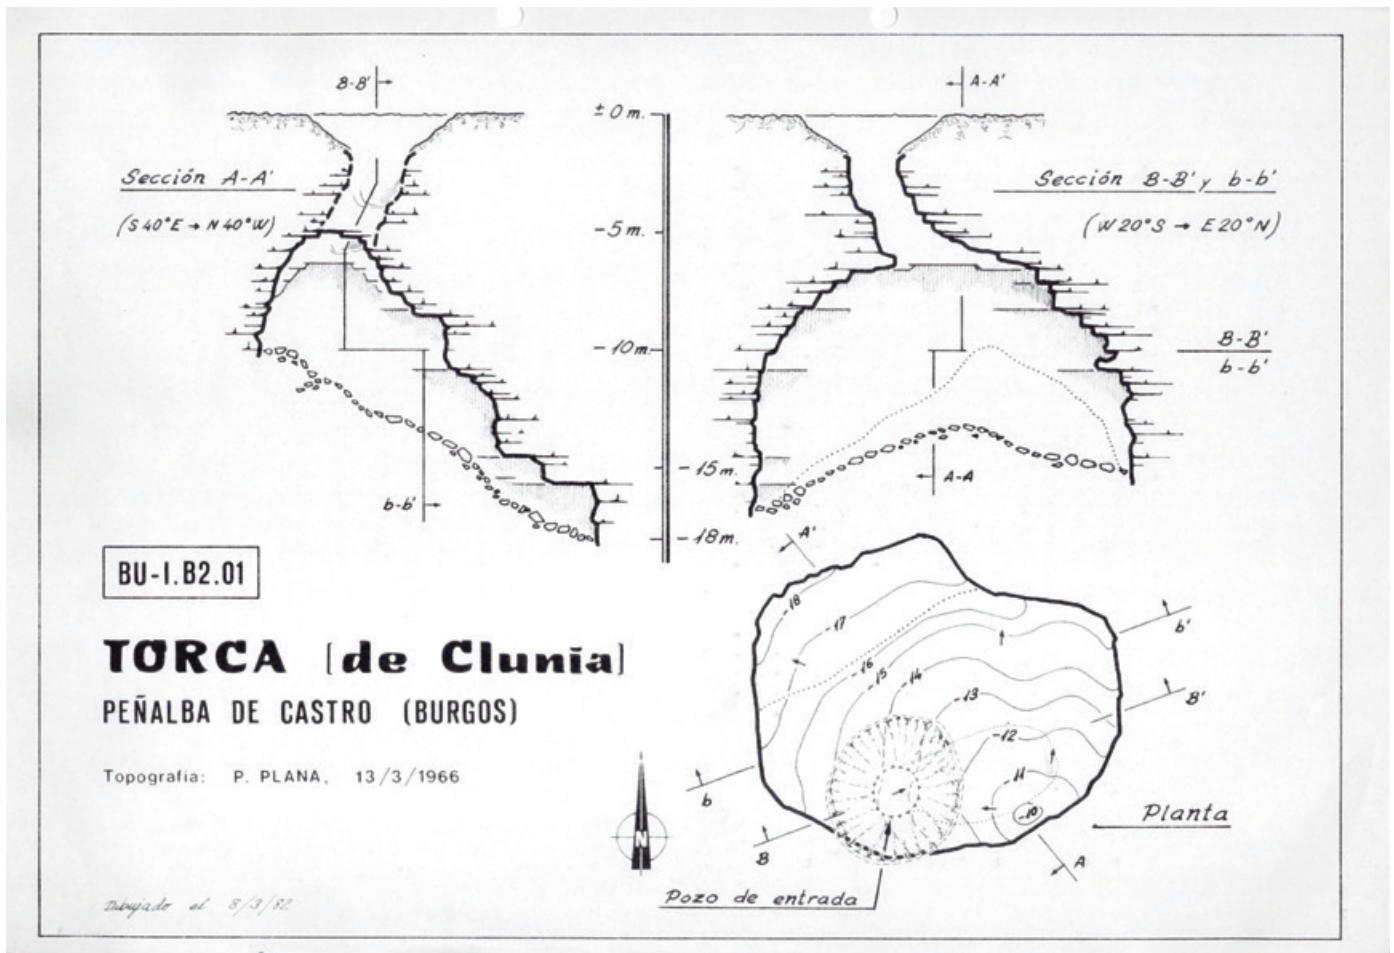 B-B'
A-A'
± 0 m.
Sección A-A'
(S 40° E → N 40° W)
Sección B-B' y b-b'
(W 20° S → E 20° N)
-5 m.
-10 m.
B-B'
b-b'
-15 m.
A-A
b-b'
-18 m.
BU-I.B2.01
TORCA [de Clunia]
PEÑALBA DE CASTRO (BURGOS)
Topografía: P. PLANA, 13/3/1966
Dibujado el 8/3/82
N
A'
-18
-17
-16
-15
-14
-13
-12
-11
-10
b'
B'
b
B
A
Planta
Pozo de entrada